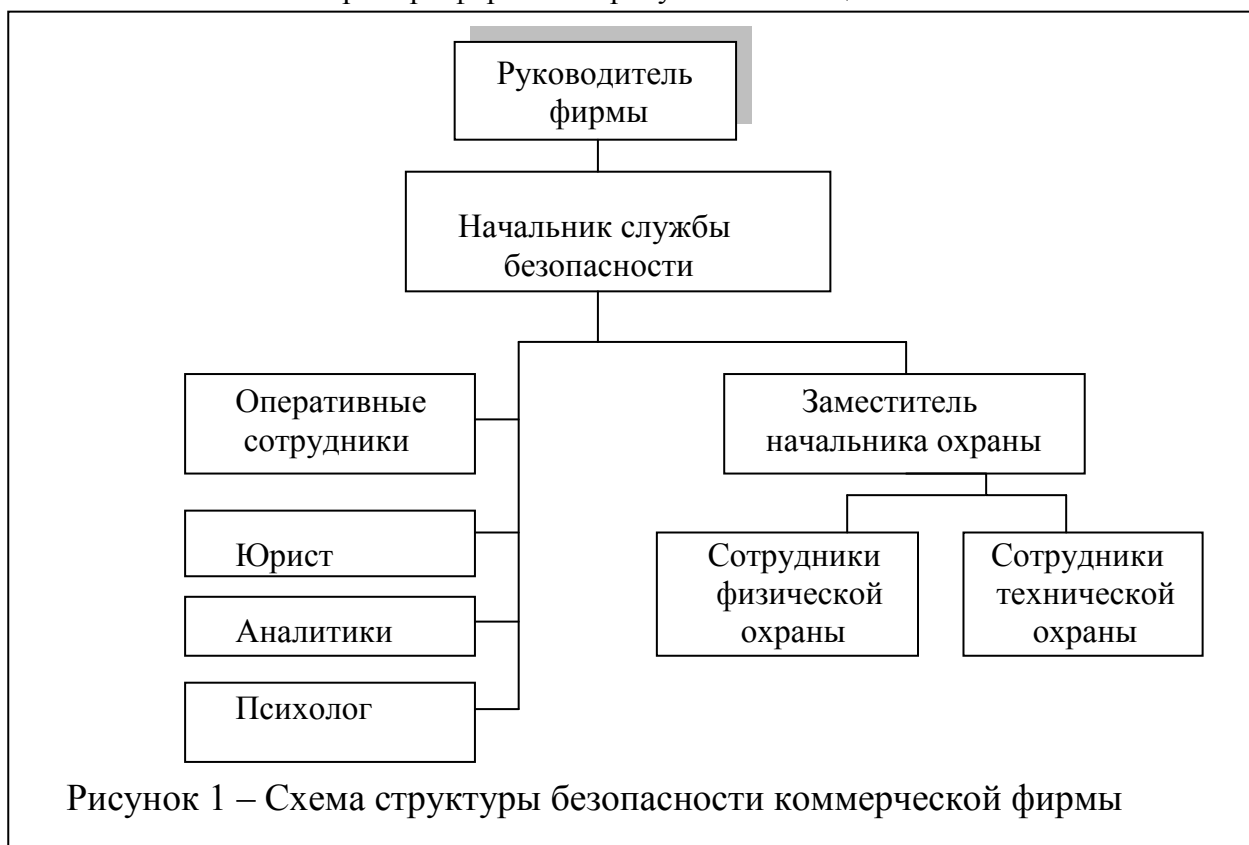 Руководитель
фирмы
Начальник службы
безопасности
Оперативные
сотрудники
Заместитель
начальника охраны
Юрист
Сотрудники
физической
охраны
Сотрудники
технической
охраны
Аналитики
Психолог
Рисунок 1 – Схема структуры безопасности коммерческой фирмы